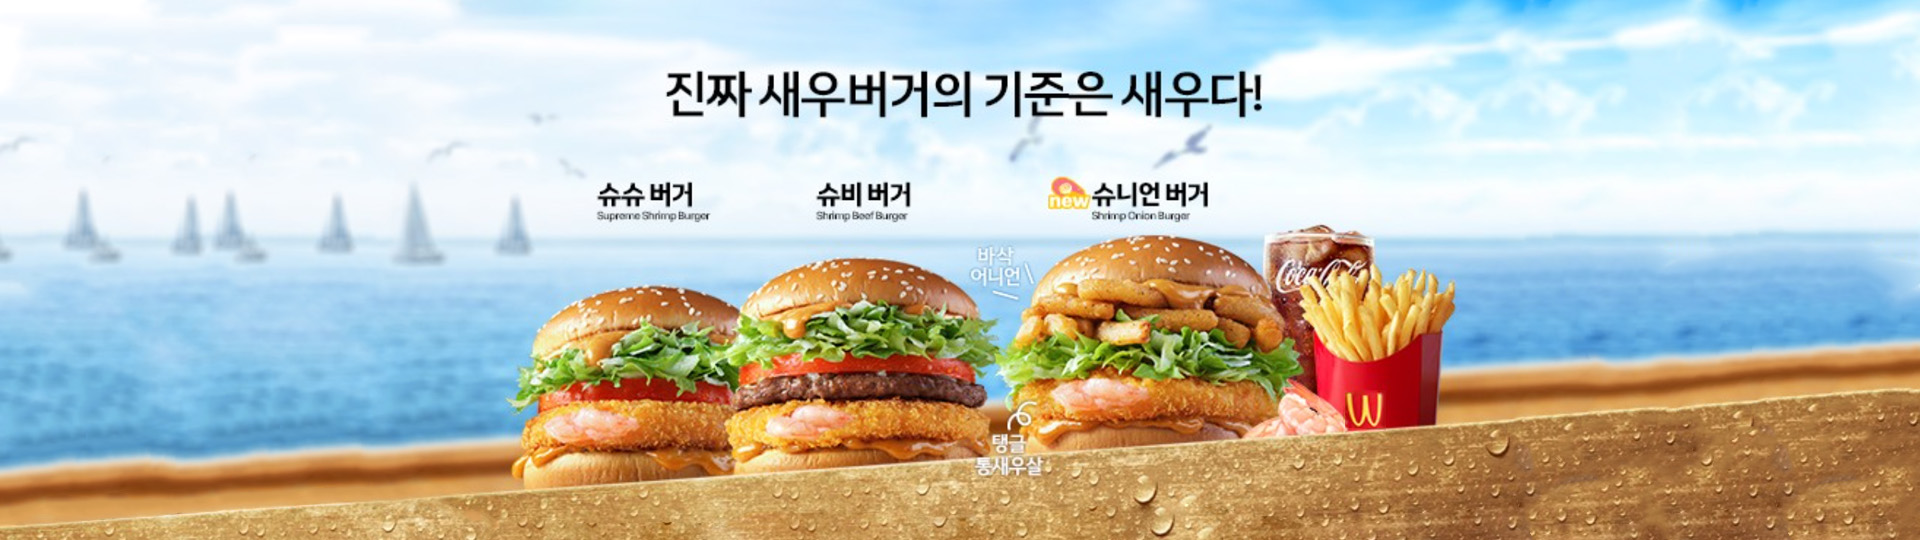 진짜 새우버거의 기준은 새우다!
슈슈 버거
Supreme Shrimp Burger
슈비 버거
Shrimp Beef Burger
new 슈니언 버거
Shrimp Onion Burger
바삭
어니언
Coca-Cola
탱글
통새우살